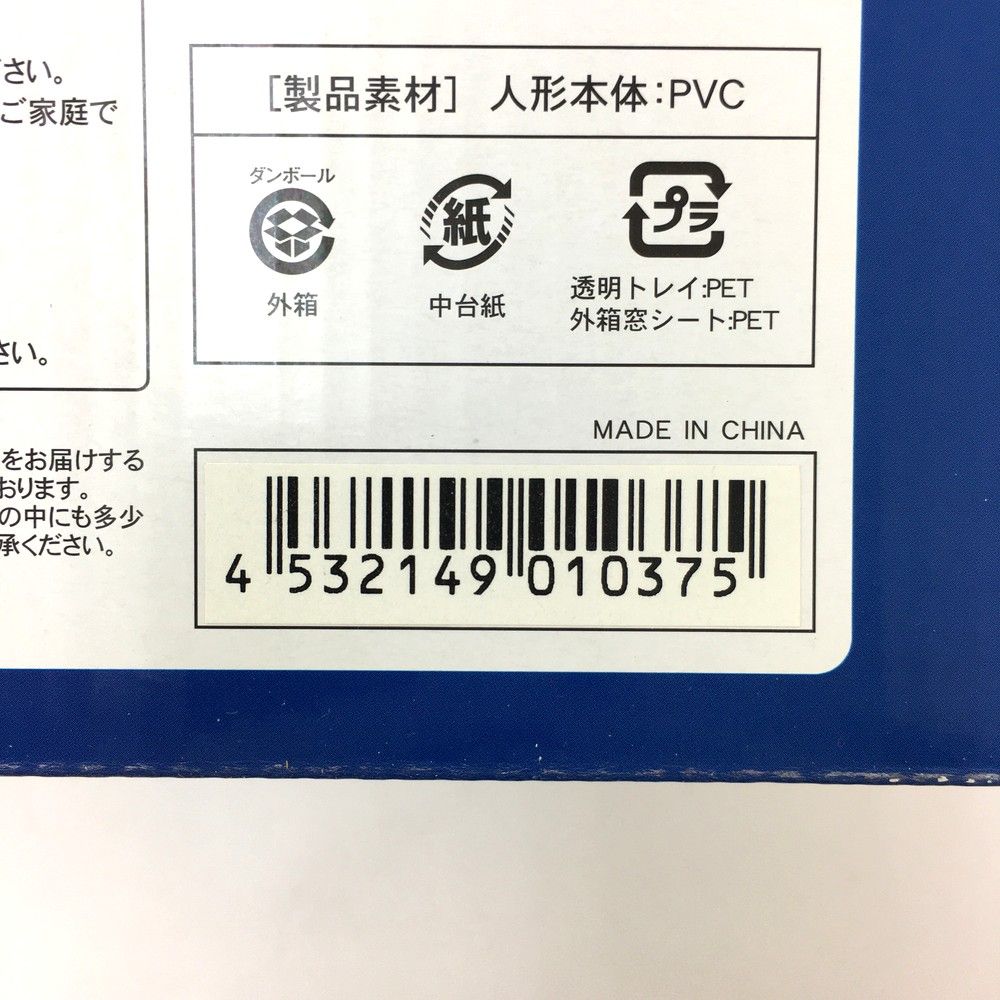 さい。
ご家庭で
さい。
をお届けする
おります。
の中にも多少
承ください。
[製品素材] 人形本体:PVC
ダンボール
紙
プラ
外箱
中台紙
透明トレイ:PET
外箱窓シート:PET
MADE IN CHINA
4 532149 010375